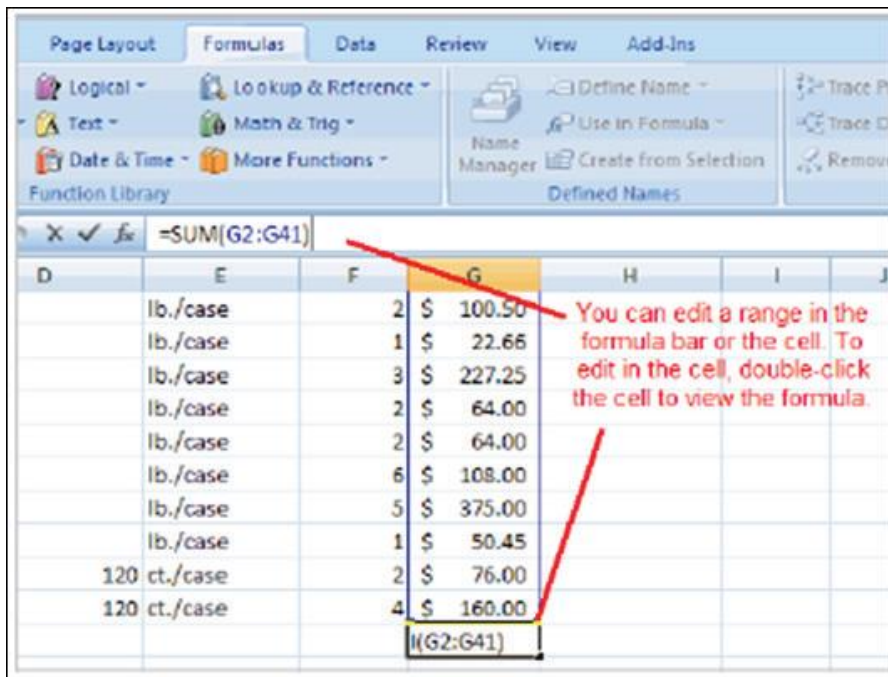 Page Layout Formulas Data Review View Add-Ins
Logical Lookup & Reference Define Name Trace P
Text Math & Trig Name Use in Formula Trace D
Date & Time More Functions Manager Create from Selection Remov
Function Library Defined Names
fx =SUM(G2:G41)
D E F G H I J
lb./case 2 $ 100.50
lb./case 1 $ 22.66
lb./case 3 $ 227.25
lb./case 2 $ 64.00
lb./case 2 $ 64.00
lb./case 6 $ 108.00
lb./case 5 $ 375.00
lb./case 1 $ 50.45
120 ct./case 2 $ 76.00
120 ct./case 4 $ 160.00
(G2:G41)
You can edit a range in the
formula bar or the cell. To
edit in the cell, double-click
the cell to view the formula.